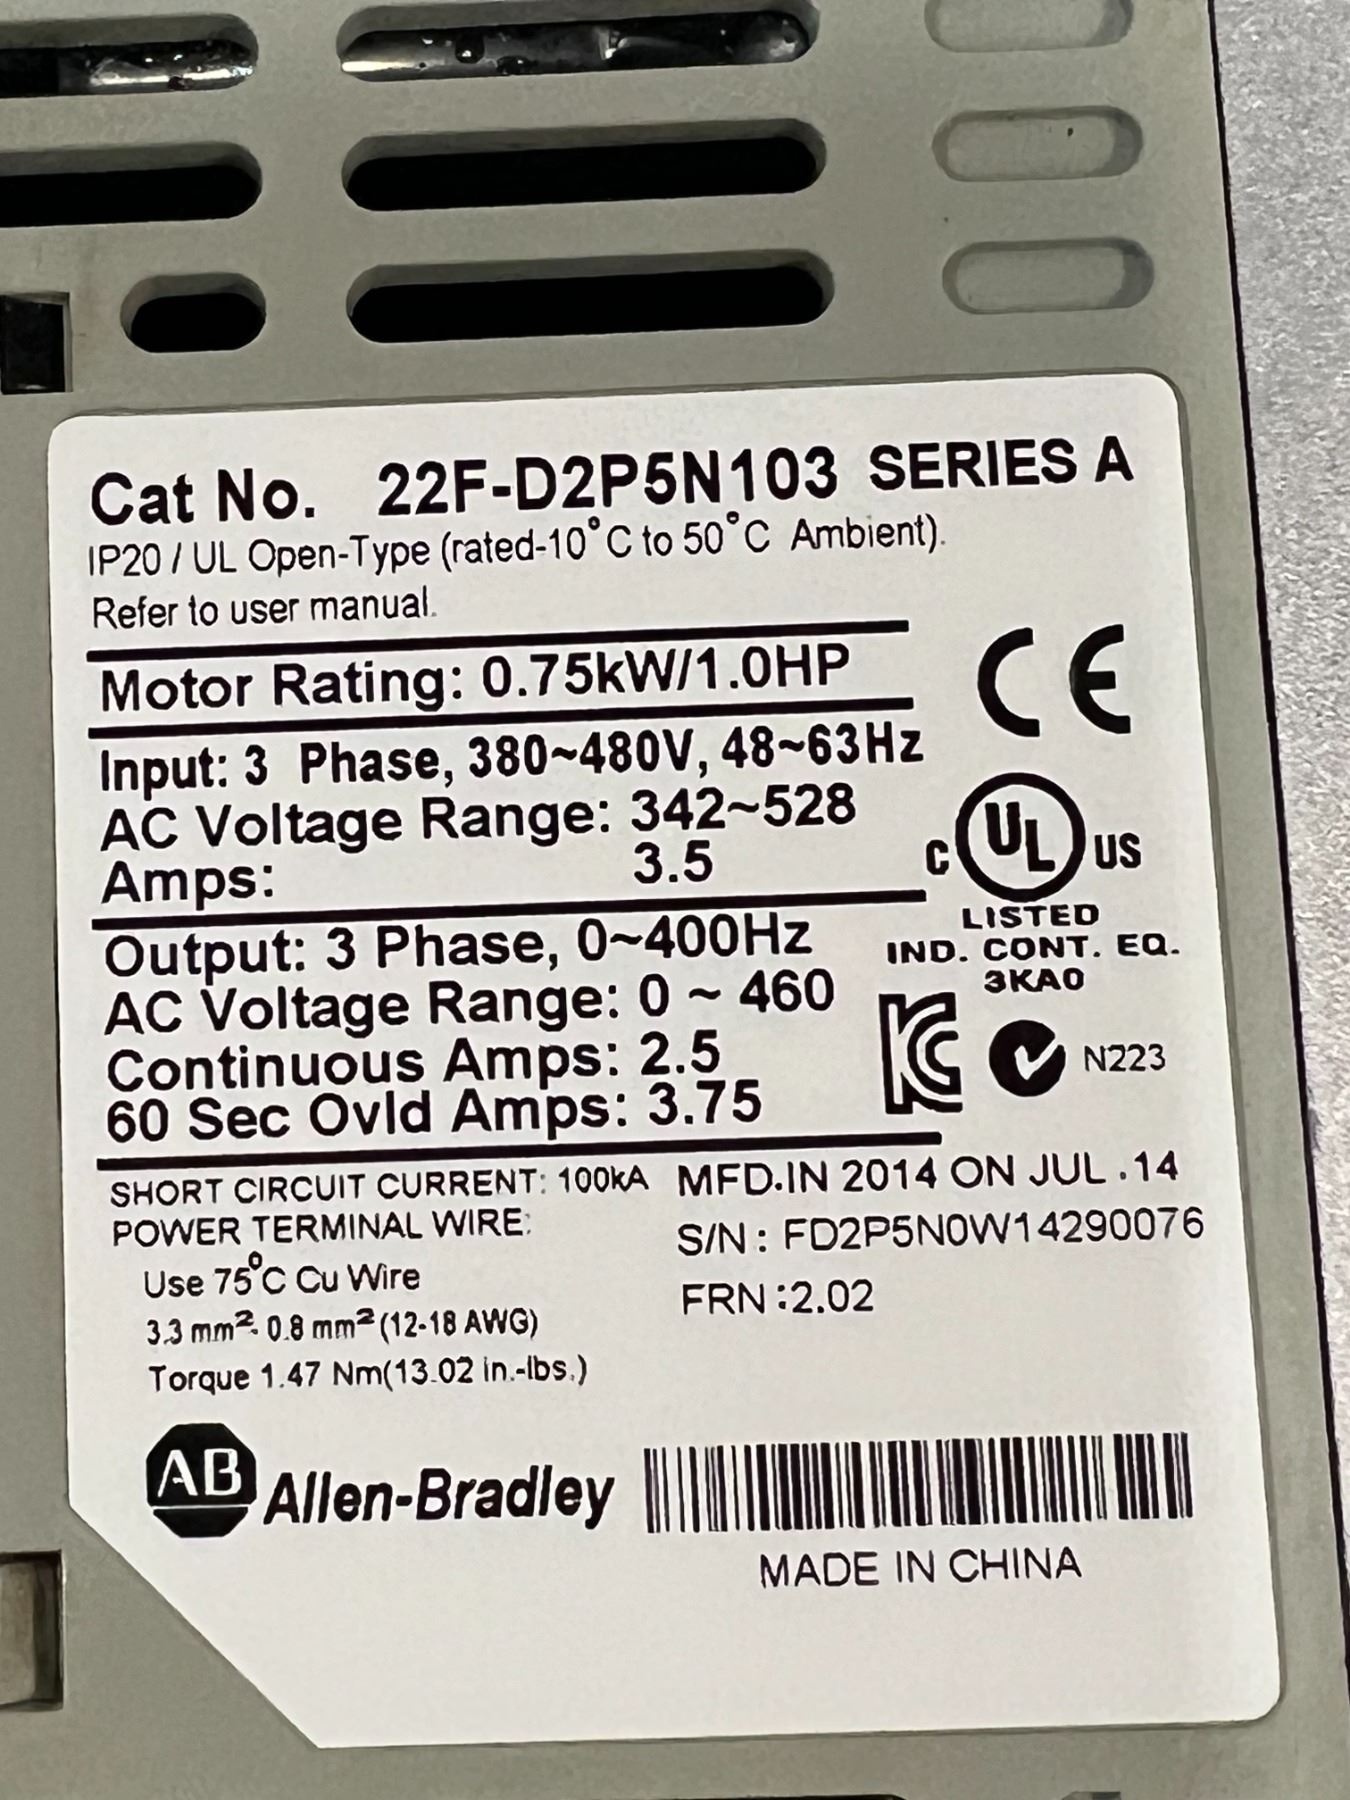 Cat No. 22F-D2P5N103 SERIES A
IP20 / UL Open-Type (rated-10°C to 50°C Ambient).
Refer to user manual.
Motor Rating: 0.75kW/1.0HP
Input: 3 Phase, 380~480V, 48~63Hz
AC Voltage Range: 342~528
Amps: 3.5
Output: 3 Phase, 0~400Hz
AC Voltage Range: 0 ~ 460
Continuous Amps: 2.5
60 Sec Ovld Amps: 3.75
CE
C UL US
LISTED
IND. CONT. EQ.
3KA0
KC N223
SHORT CIRCUIT CURRENT: 100kA
POWER TERMINAL WIRE:
Use 75°C Cu Wire
3.3 mm²- 0.8 mm² (12-18 AWG)
Torque 1.47 Nm(13.02 in.-lbs.)
MFD.IN 2014 ON JUL .14
S/N : FD2P5N0W14290076
FRN :2.02
AB Allen-Bradley
MADE IN CHINA